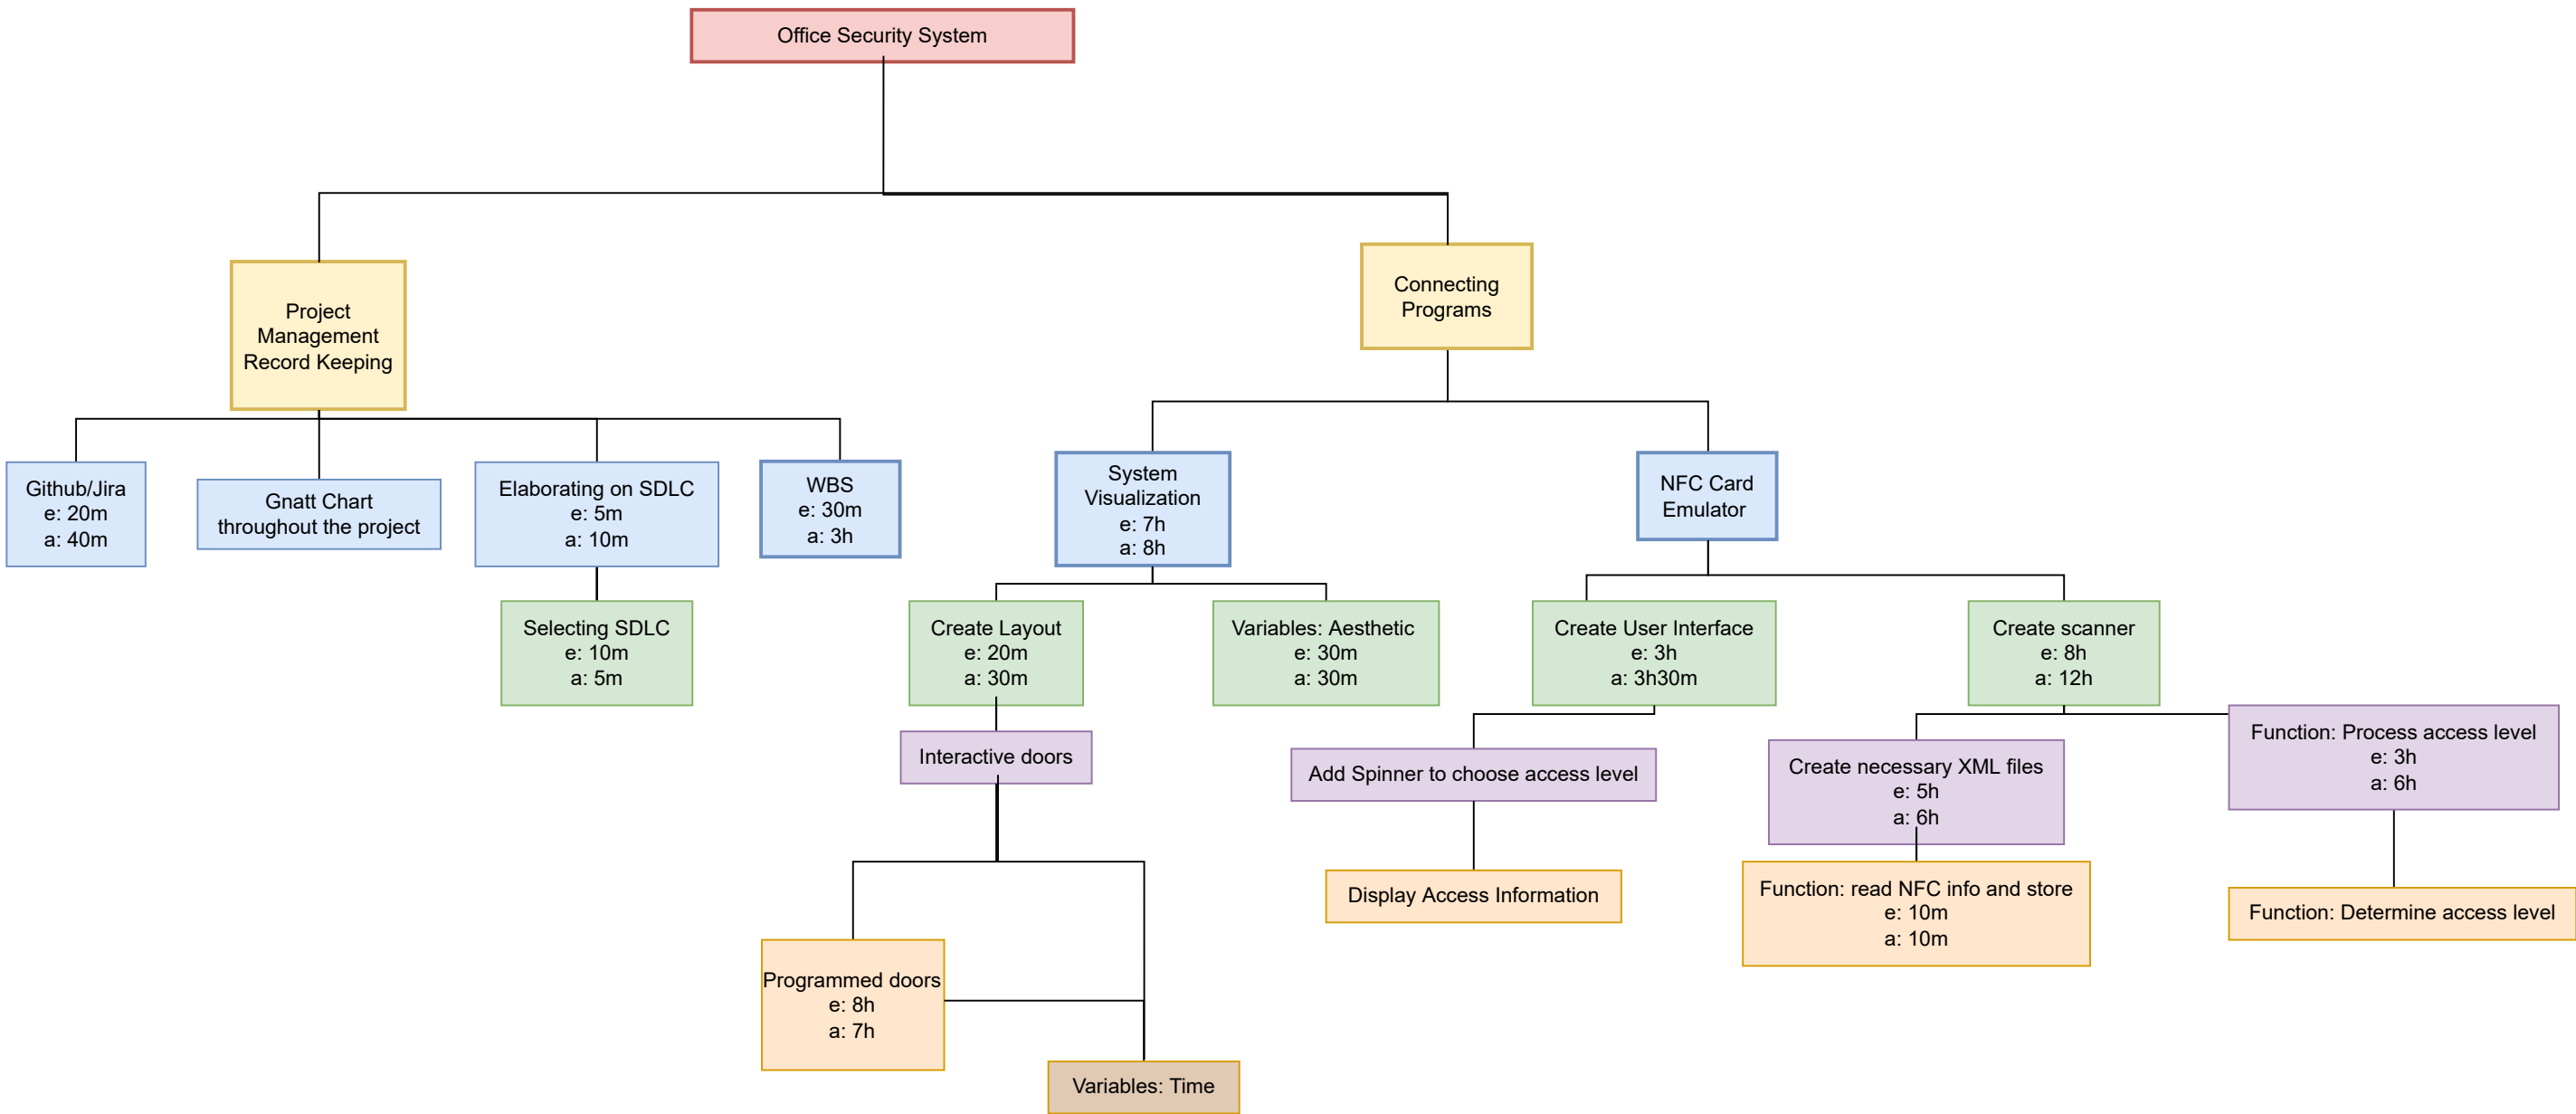 Office Security System
Project
Management
Record Keeping
Connecting
Programs
Github/Jira
e: 20m
a: 40m
Gnatt Chart
throughout the project
Elaborating on SDLC
e: 5m
a: 10m
WBS
e: 30m
a: 3h
System
Visualization
e: 7h
a: 8h
NFC Card
Emulator
Selecting SDLC
e: 10m
a: 5m
Create Layout
e: 20m
a: 30m
Variables: Aesthetic
e: 30m
a: 30m
Create User Interface
e: 3h
a: 3h30m
Create scanner
e: 8h
a: 12h
Interactive doors
Add Spinner to choose access level
Create necessary XML files
e: 5h
a: 6h
Function: Process access level
e: 3h
a: 6h
Display Access Information
Function: read NFC info and store
e: 10m
a: 10m
Function: Determine access level
Programmed doors
e: 8h
a: 7h
Variables: Time